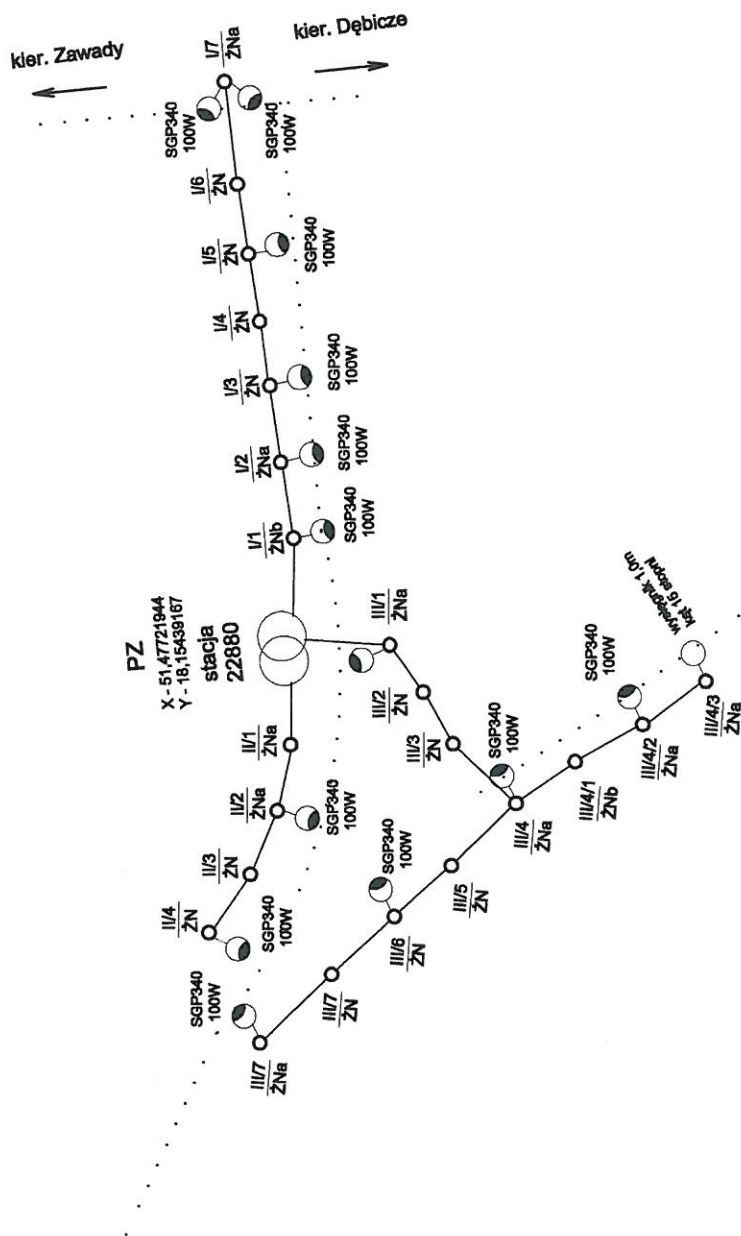 kier. Zawady
kier. Dębicze
I/7
ŻNa
SGP340
100W
SGP340
100W
I/6
ŻN
I/5
ŻN
SGP340
100W
I/4
ŻN
I/3
ŻN
SGP340
100W
I/2
ŻNa
SGP340
100W
I/1
ŻNb
SGP340
100W
PZ
X - 51,47721944
Y - 18,15439167
stacja
22880
II/1
ŻNa
II/2
ŻNa
SGP340
100W
II/3
ŻN
II/4
ŻN
SGP340
100W
III/1
ŻNa
III/2
ŻN
III/3
ŻN
SGP340
100W
III/4
ŻNa
III/4/1
ŻNb
SGP340
100W
III/4/2
ŻNa
wysięgnik 1,0m
kąt 15 stopni
III/4/3
ŻNa
III/5
ŻN
SGP340
100W
III/6
ŻN
III/7
ŻN
SGP340
100W
III/7
ŻNa